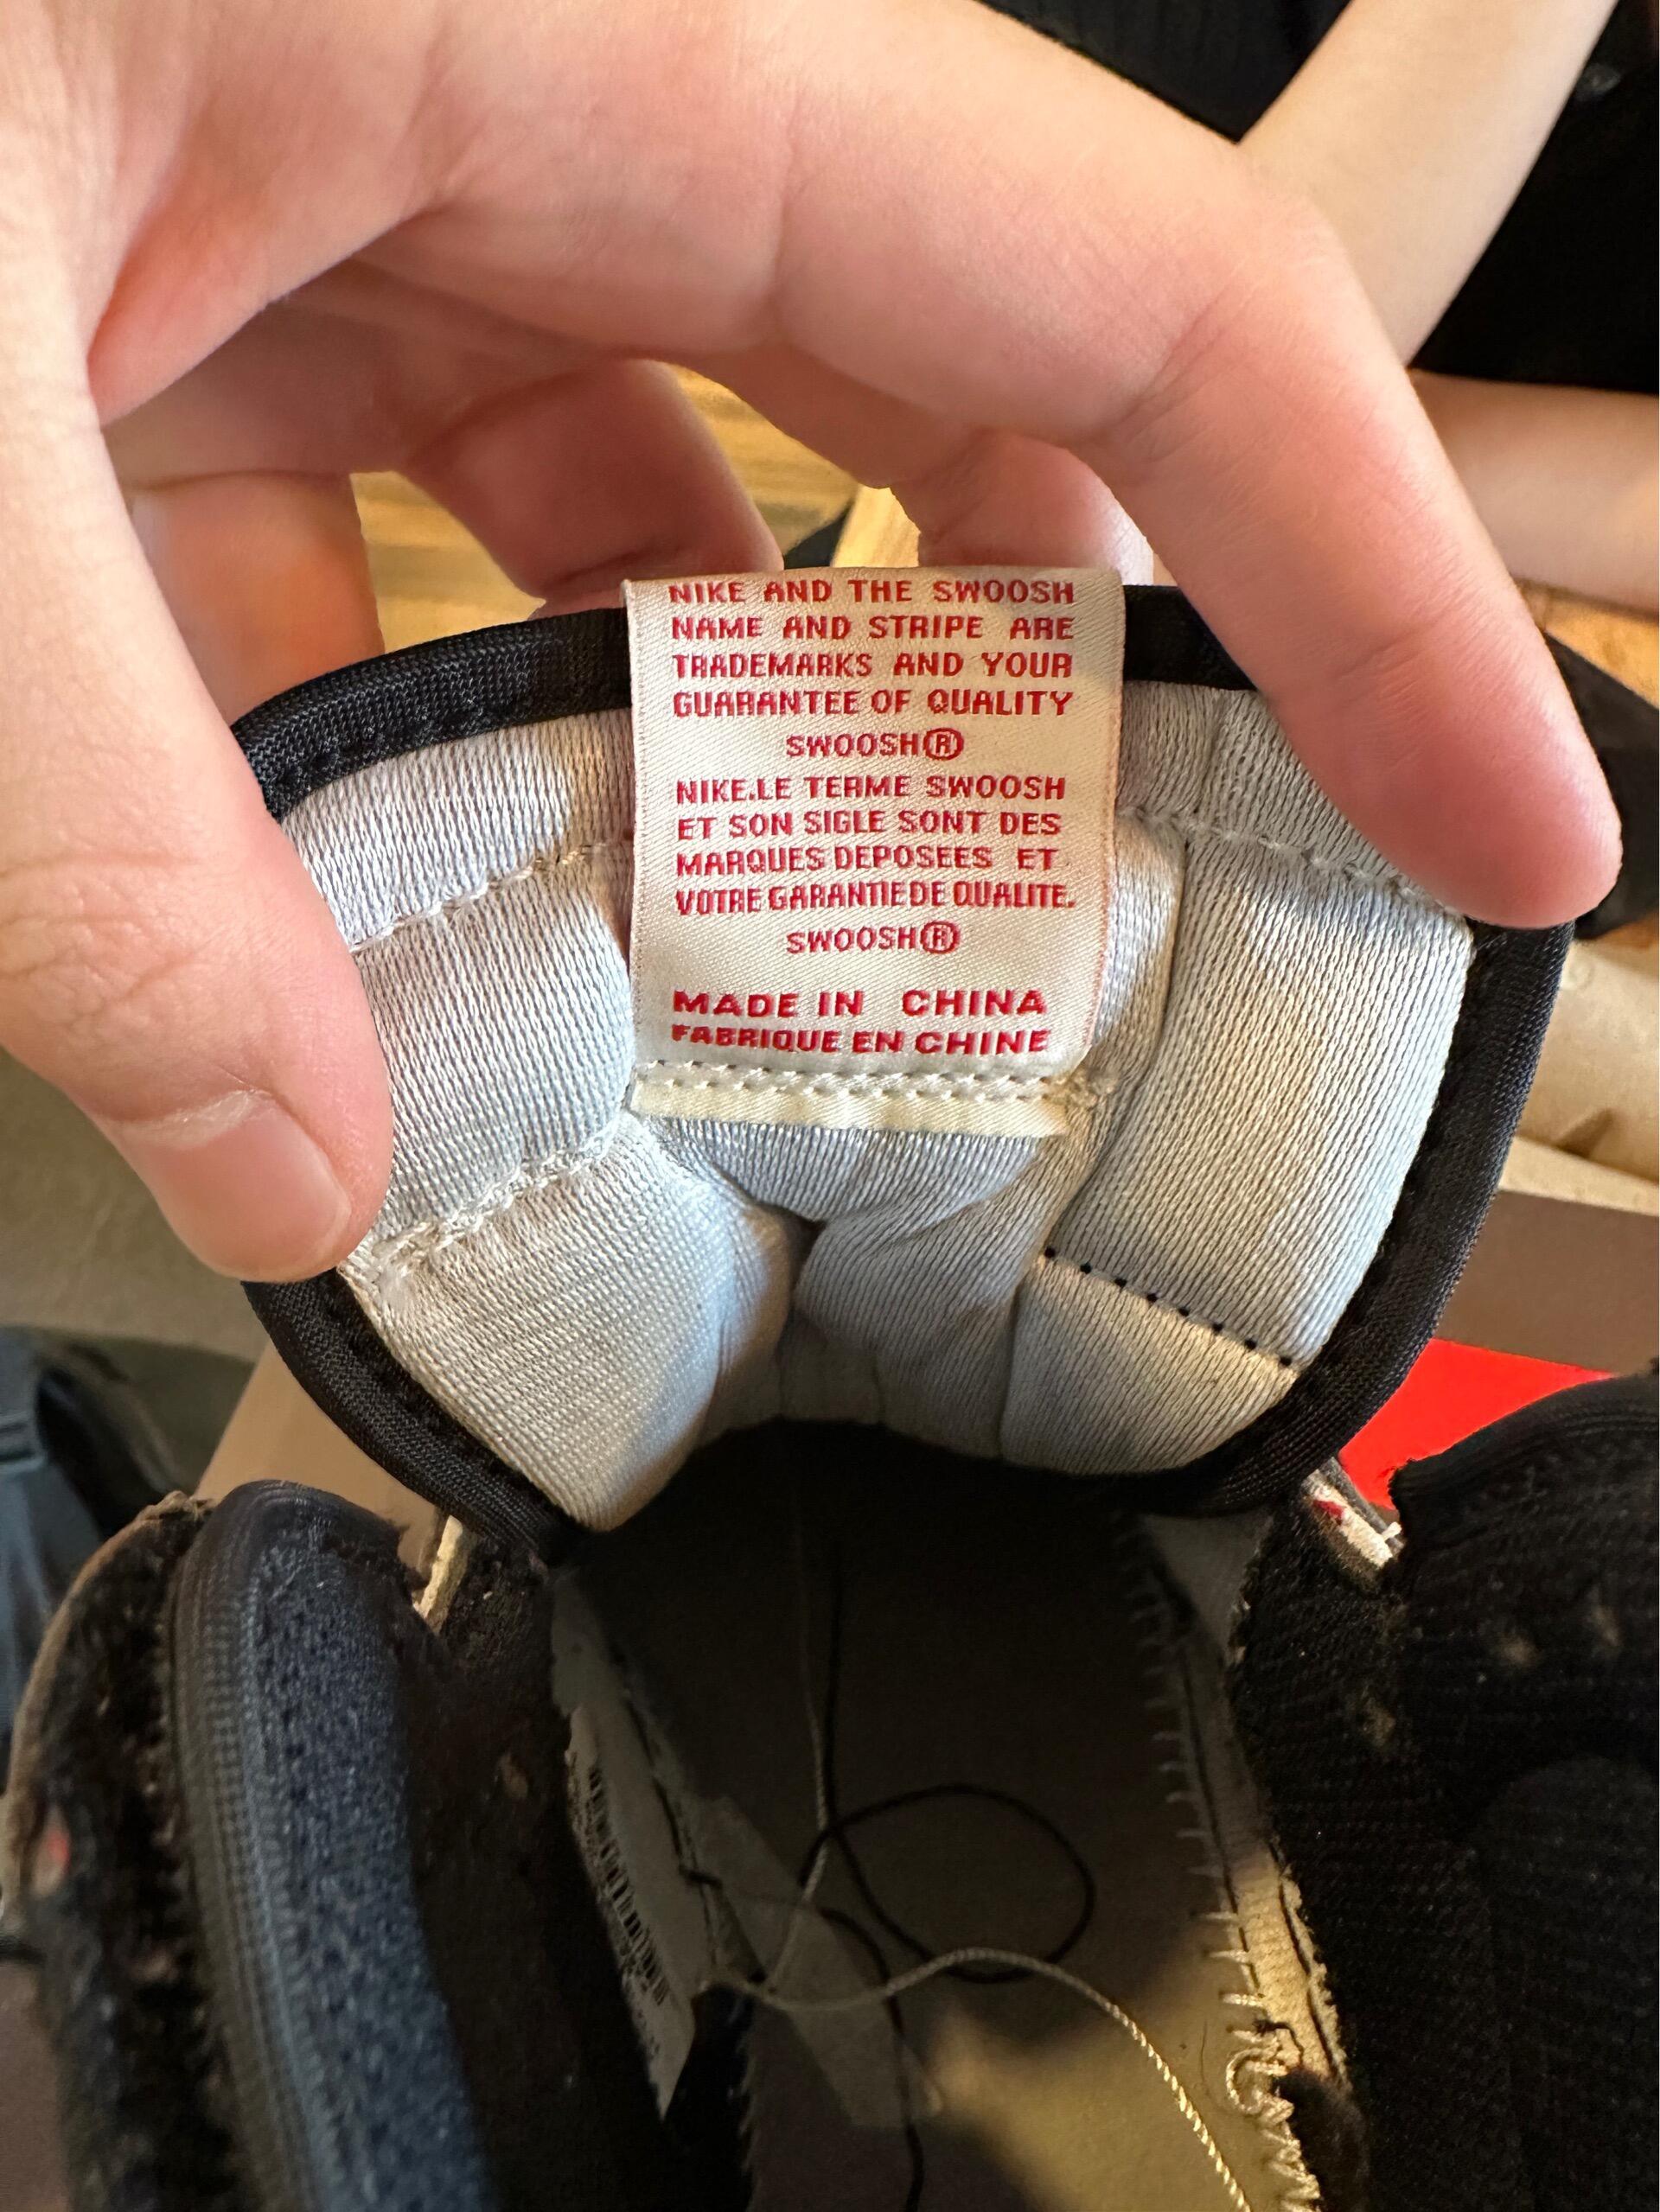 NIKE AND THE SWOOSH
NAME AND STRIPE ARE
TRADEMARKS AND YOUR
GUARANTEE OF QUALITY
SWOOSH®
NIKE.LE TERME SWOOSH
ET SON SIGLE SONT DES
MARQUES DEPOSEES ET
VOTRE GARANTIE DE QUALITE.
SWOOSH®
MADE IN CHINA
FABRIQUE EN CHINE